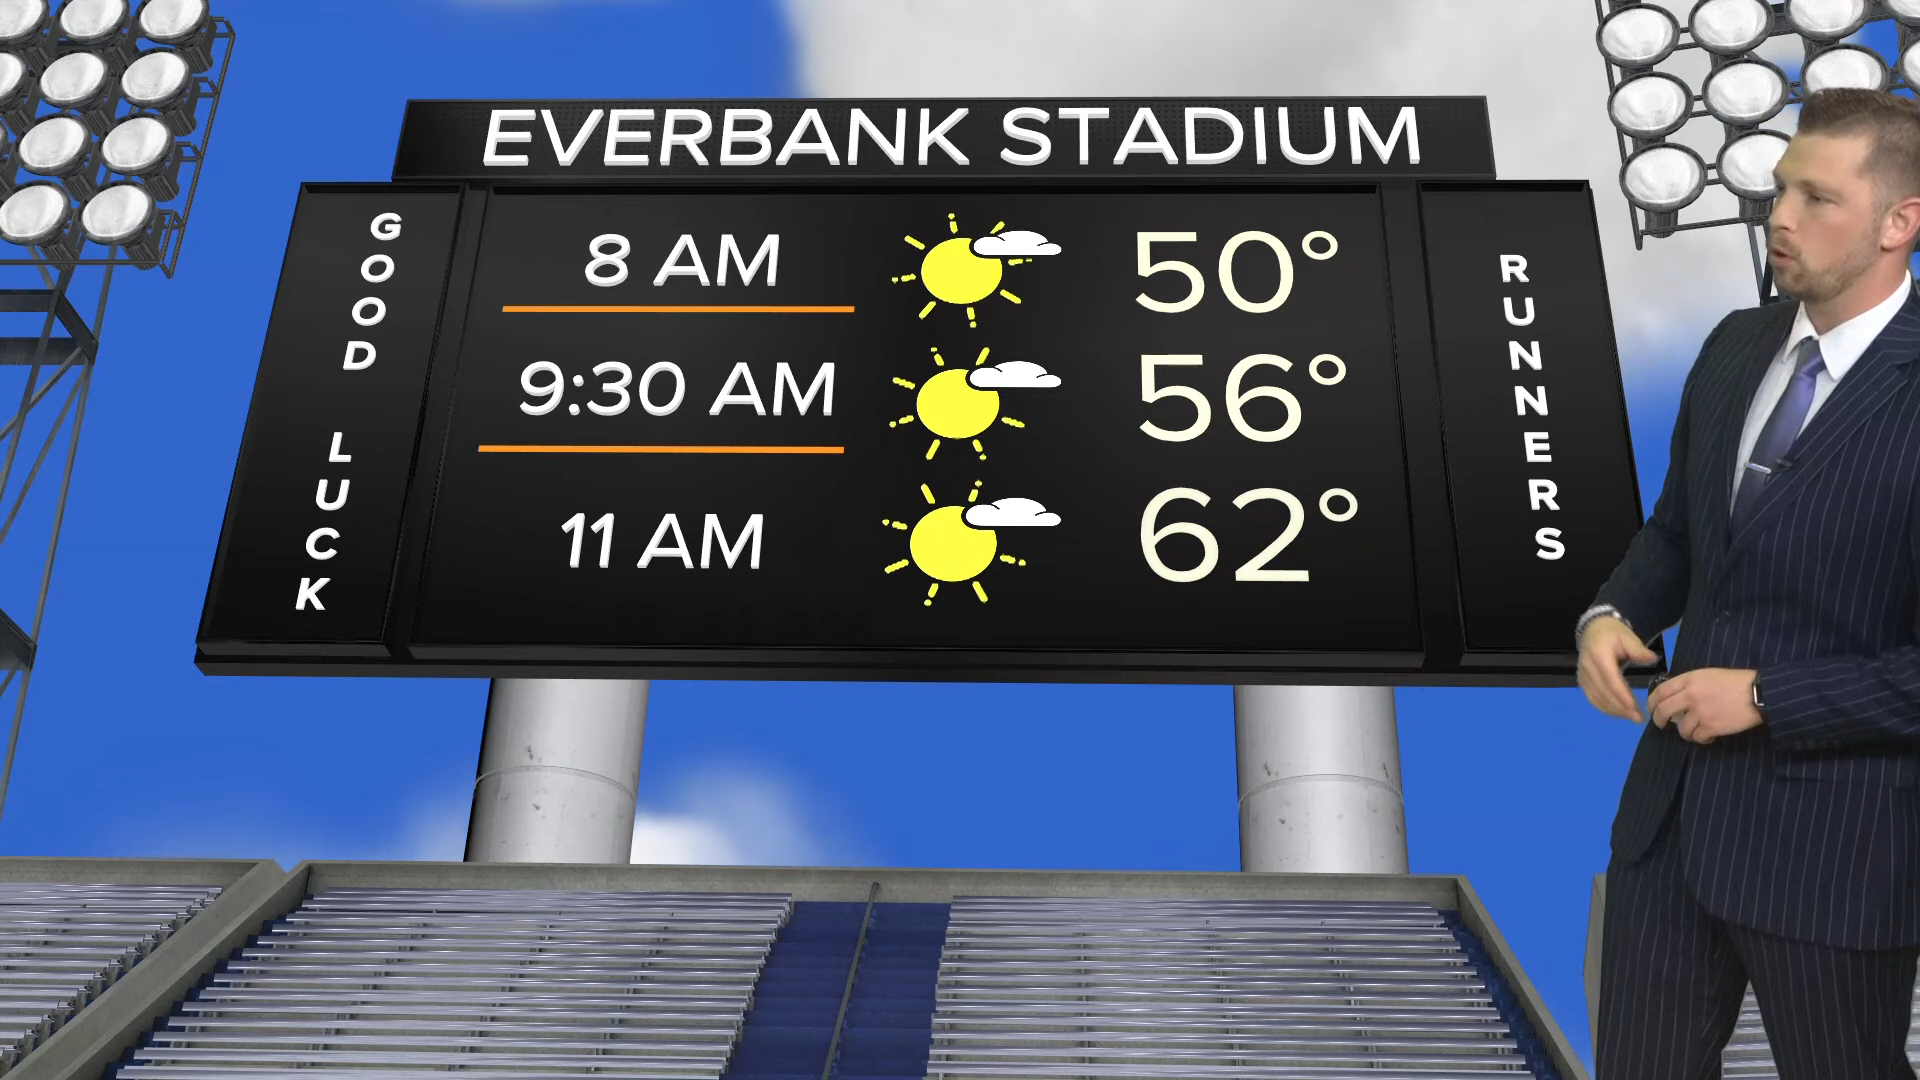 EVERBANK STADIUM
GOOD LUCK
8 AM 50°
9:30 AM 56°
11 AM 62°
RUNNERS